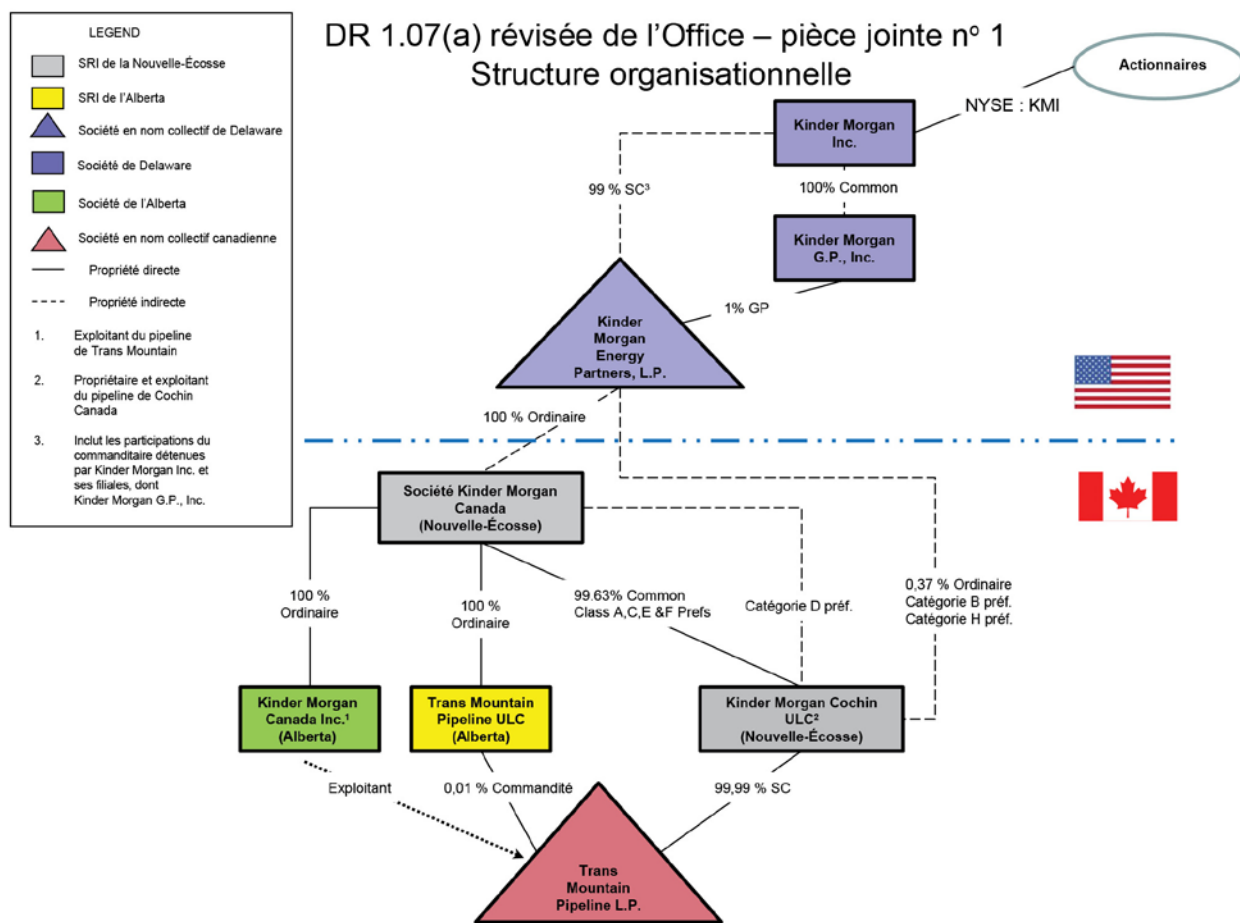 DR 1.07(a) révisée de l'Office – pièce jointe nº 1
Structure organisationnelle
LEGEND
SRI de la Nouvelle-Écosse
SRI de l'Alberta
Société en nom collectif de Delaware
Société de Delaware
Société de l'Alberta
Société en nom collectif canadienne
Propriété directe
Propriété indirecte
1. Exploitant du pipeline
de Trans Mountain
2. Propriétaire et exploitant
du pipeline de Cochin
Canada
3. Inclut les participations du
commanditaire détenues
par Kinder Morgan Inc. et
ses filiales, dont
Kinder Morgan G.P., Inc.
Actionnaires
NYSE : KMI
Kinder Morgan
Inc.
99 % SC³
100% Common
Kinder Morgan
G.P., Inc.
1% GP
Kinder
Morgan
Energy
Partners, L.P.
100 % Ordinaire
Société Kinder Morgan
Canada
(Nouvelle-Écosse)
100 %
Ordinaire
100 %
Ordinaire
99.63% Common
Class A,C,E &F Prefs
Catégorie D préf.
0,37 % Ordinaire
Catégorie B préf.
Catégorie H préf.
Kinder Morgan
Canada Inc.¹
(Alberta)
Trans Mountain
Pipeline ULC
(Alberta)
Kinder Morgan Cochin
ULC²
(Nouvelle-Écosse)
Exploitant
0,01 % Commandité
99,99 % SC
Trans
Mountain
Pipeline L.P.